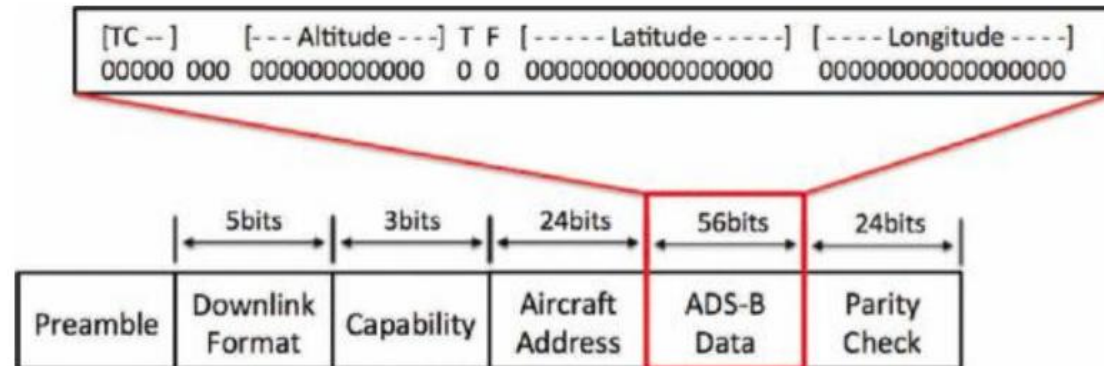 [TC --] [--- Altitude ---] T F [----- Latitude -----] [---- Longitude ----]
00000 000 000000000000 0 0 00000000000000000 00000000000000000
5bits 3bits 24bits 56bits 24bits
Preamble Downlink Format Capability Aircraft Address ADS-B Data Parity Check